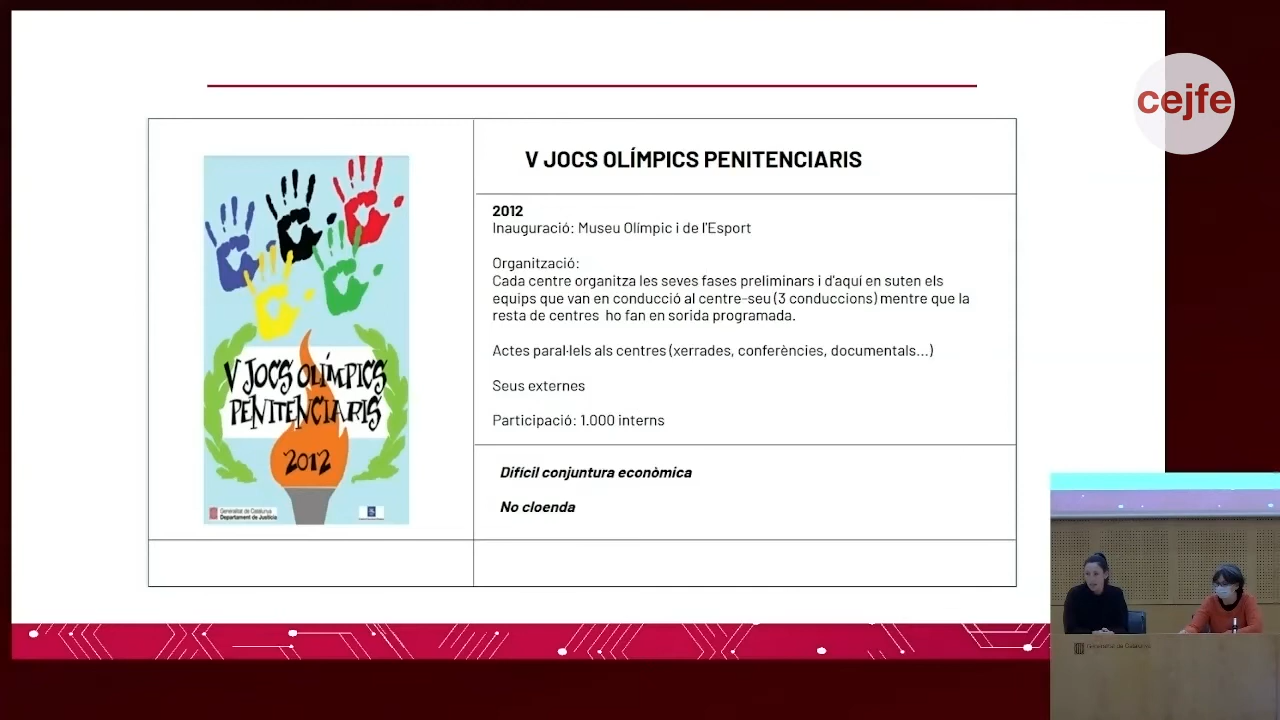 cejfe
V JOCS OLÍMPICS PENITENCIARIS
2012
Inauguració: Museu Olímpic i de l'Esport
Organització:
Cada centre organitza les seves fases preliminars i d'aquí en suten els
equips que van en conducció al centre-seu (3 conduccions) mentre que la
resta de centres ho fan en sorida programada.
Actes paral·lels als centres (xerrades, conferències, documentals...)
Seus externes
Participació: 1.000 interns
Difícil conjuntura econòmica
No cloenda
V JOCS OLÍMPICS
PENITENCIARIS
2012
Generalitat de Catalunya
Departament de Justícia
Generalitat de Catalunya